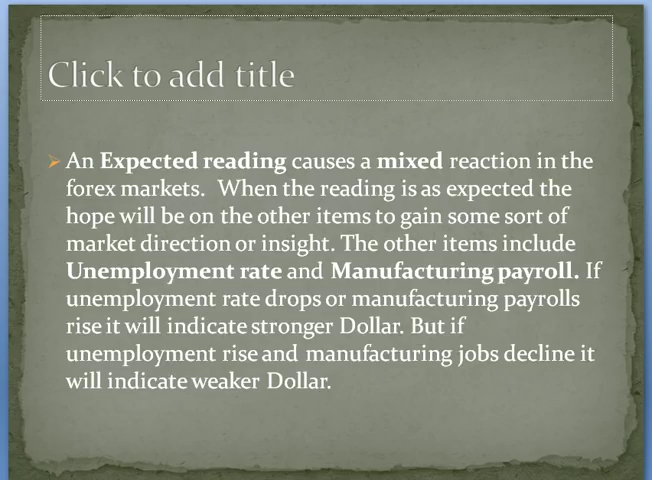 Click to add title
An Expected reading causes a mixed reaction in the
forex markets.  When the reading is as expected the
hope will be on the other items to gain some sort of
market direction or insight. The other items include
Unemployment rate and Manufacturing payroll. If
unemployment rate drops or manufacturing payrolls
rise it will indicate stronger Dollar. But if
unemployment rise and manufacturing jobs decline it
will indicate weaker Dollar.